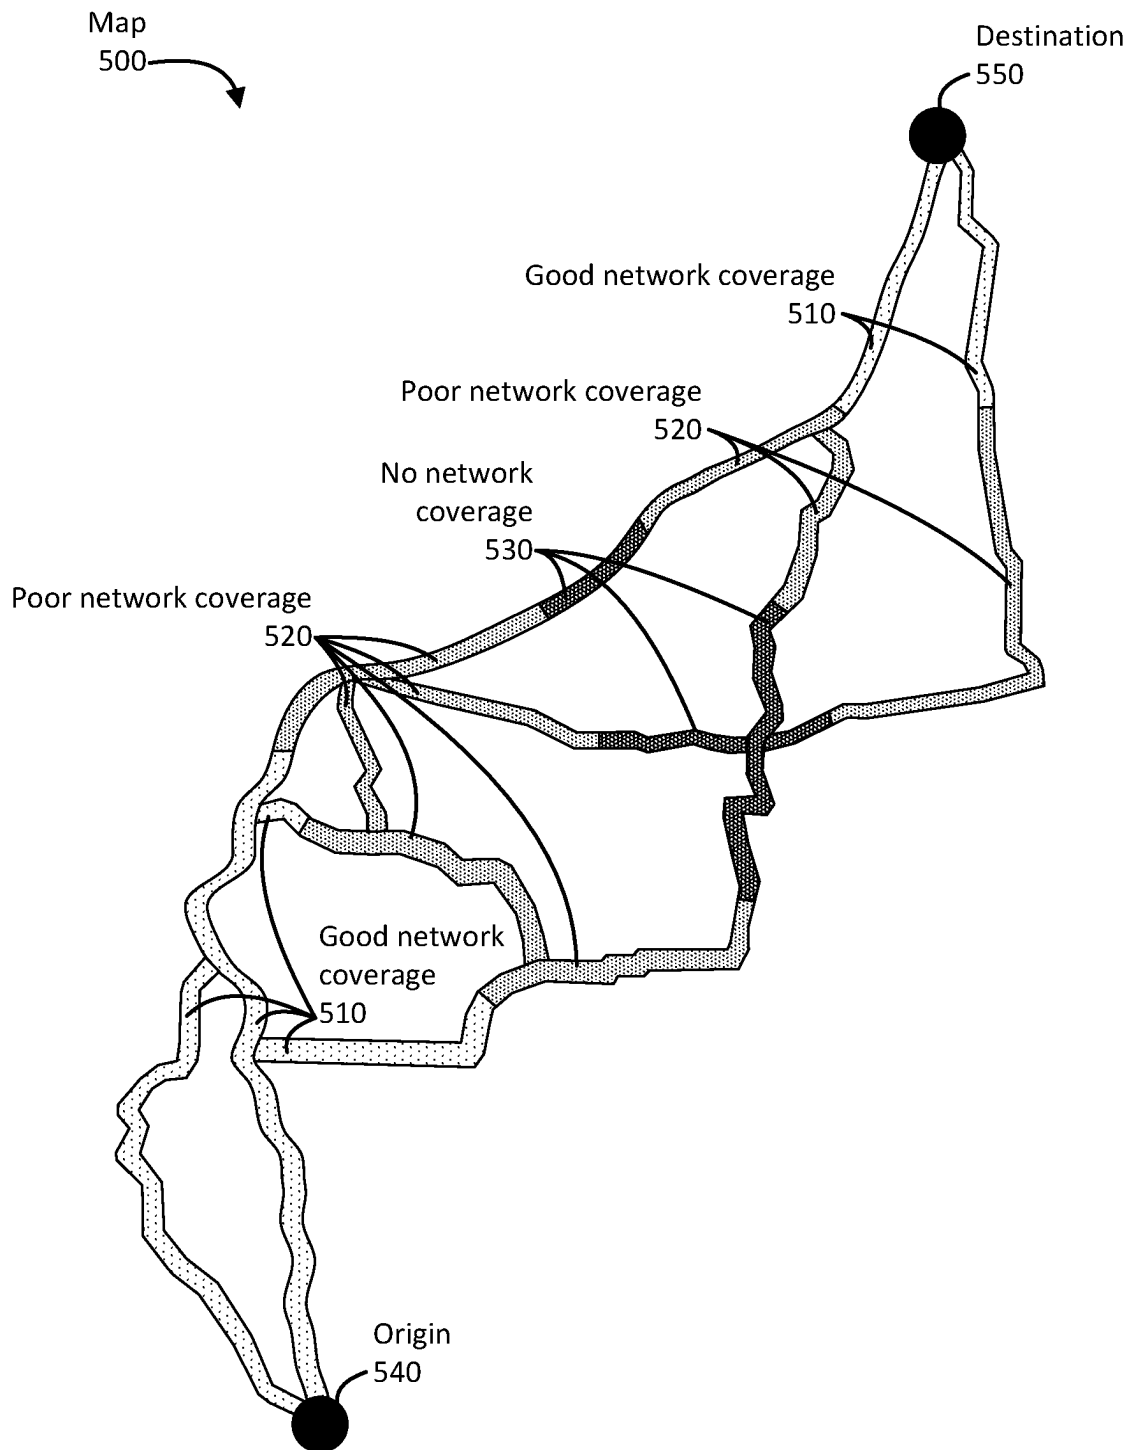 Map
500
Destination
550
Good network coverage
510
Poor network coverage
520
No network
coverage
530
Poor network coverage
520
Good network
coverage
510
Origin
540